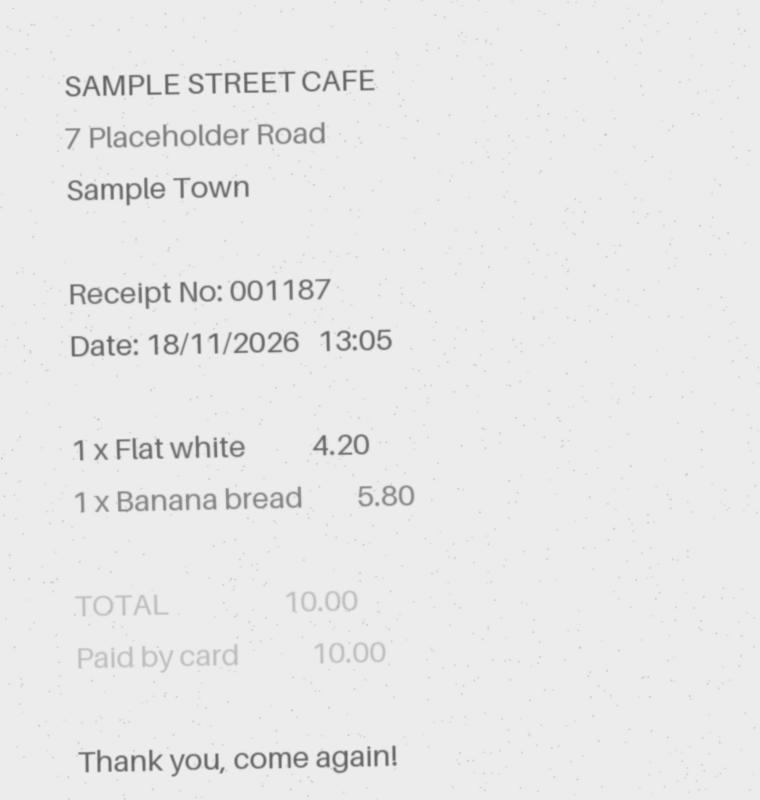 SAMPLE STREET CAFE
7 Placeholder Road
Sample Town
Receipt No: 001187
Date: 18/11/2026 13:05
1 x Flat white 4.20
1 x Banana bread 5.80
TOTAL 10.00
Paid by card 10.00
Thank you, come again!